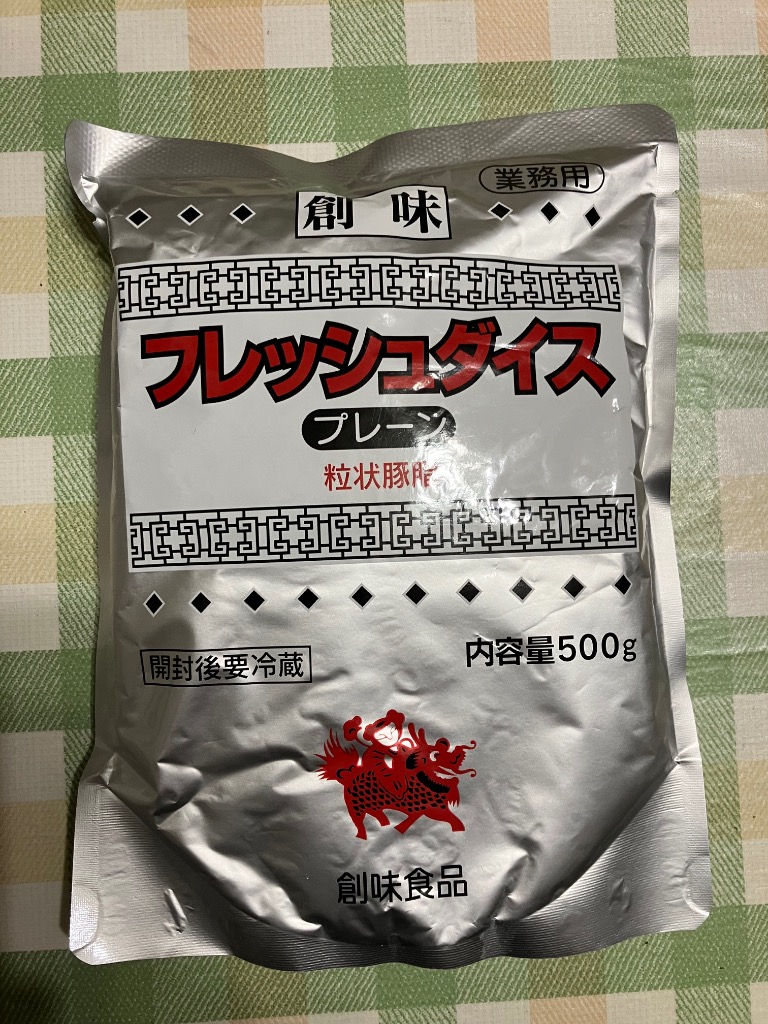 業務用
創味
フレッシュダイス
プレーン
粒状豚脂
開封後要冷蔵
内容量500g
創味食品